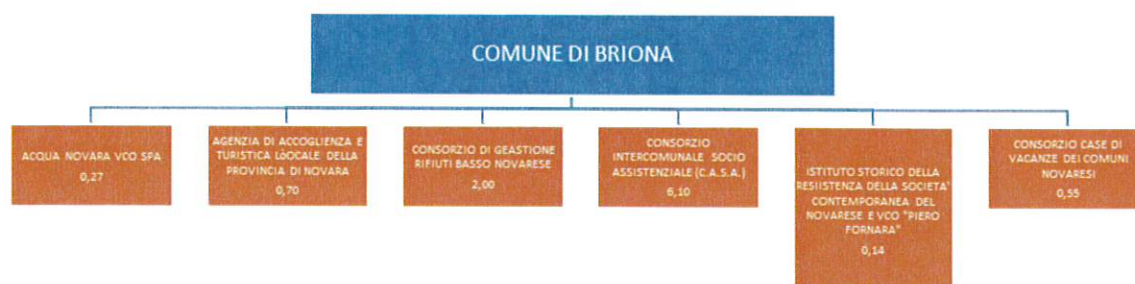 COMUNE DI BRIONA
ACQUA NOVARA VCO SPA
0,27
AGENZIA DI ACCOGLIENZA E
TURISTICA LOOCALE DELLA
PROVINCIA DI NOVARA
0,70
CONSORZIO DI GEASTIONE
RIFIUTI BASSO NOVARESE
2,00
CONSORZIO
INTERCOMUNALE SOCIO
ASSISTENZIALE (C.A.S.A.)
6,10
ISTITUTO STORICO DELLA
RESIISTENZA DELLA SOCIETA'
CONTEMPORANEA DEL
NOVARESE E VCO "PIERO
FORNARA"
0,14
CONSORZIO CASE DI
VACANZE DEI COMUNI
NOVARESI
0,55